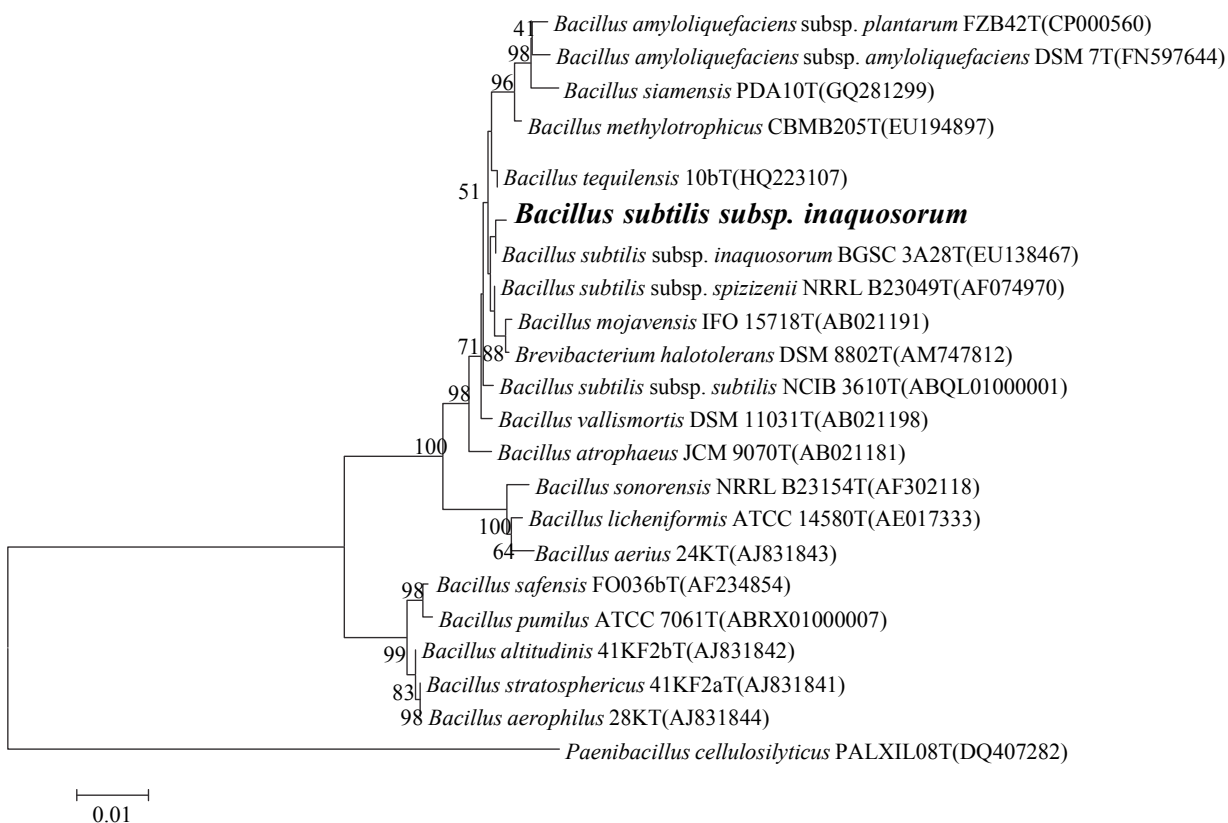 41
Bacillus amyloliquefaciens subsp. plantarum FZB42T(CP000560)
98
Bacillus amyloliquefaciens subsp. amyloliquefaciens DSM 7T(FN597644)
96
Bacillus siamensis PDA10T(GQ281299)
Bacillus methylotrophicus CBMB205T(EU194897)
Bacillus tequilensis 10bT(HQ223107)
51
Bacillus subtilis subsp. inaquosorum
Bacillus subtilis subsp. inaquosorum BGSC 3A28T(EU138467)
Bacillus subtilis subsp. spizizenii NRRL B23049T(AF074970)
Bacillus mojavensis IFO 15718T(AB021191)
71
88
Brevibacterium halotolerans DSM 8802T(AM747812)
98
Bacillus subtilis subsp. subtilis NCIB 3610T(ABQL01000001)
Bacillus vallismortis DSM 11031T(AB021198)
100
Bacillus atrophaeus JCM 9070T(AB021181)
Bacillus sonorensis NRRL B23154T(AF302118)
100
Bacillus licheniformis ATCC 14580T(AE017333)
64
Bacillus aerius 24KT(AJ831843)
98
Bacillus safensis FO036bT(AF234854)
Bacillus pumilus ATCC 7061T(ABRX01000007)
99
Bacillus altitudinis 41KF2bT(AJ831842)
83
Bacillus stratosphericus 41KF2aT(AJ831841)
98
Bacillus aerophilus 28KT(AJ831844)
Paenibacillus cellulosilyticus PALXIL08T(DQ407282)
0.01